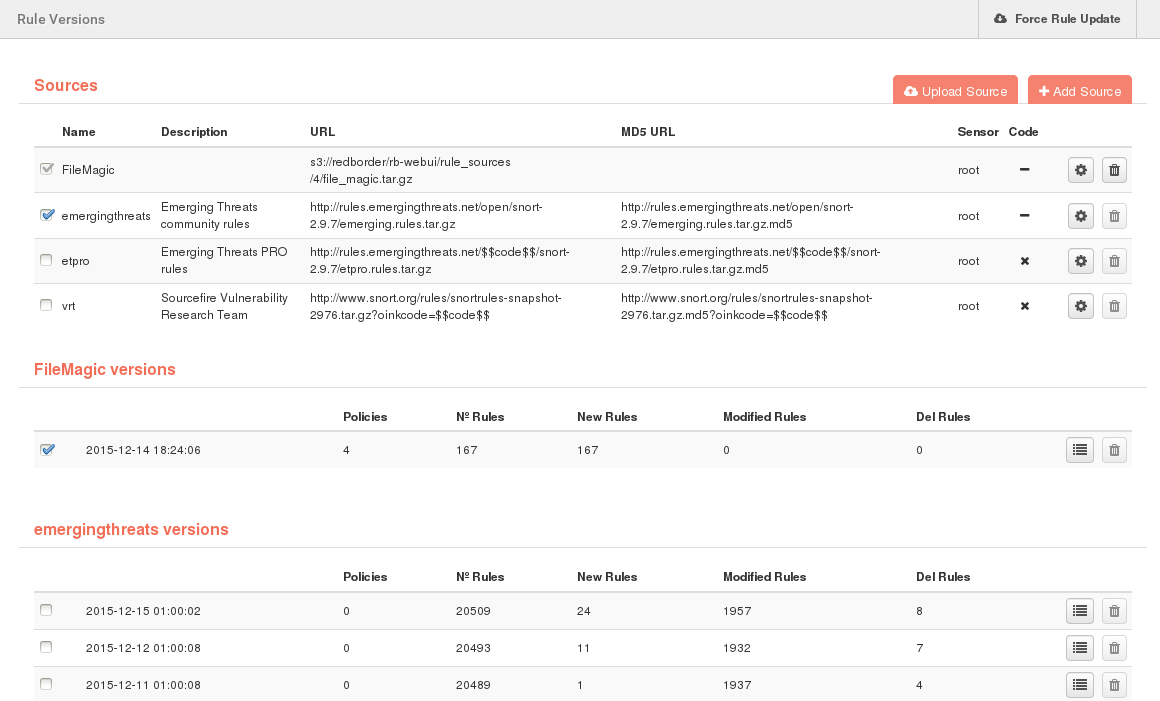 Rule Versions
Force Rule Update
Sources
Upload Source
Add Source
Name Description URL MD5 URL Sensor Code
FileMagic s3://redborder/rb-webui/rule_sources root
/4/file_magic.tar.gz
emergingthreats Emerging Threats http://rules.emergingthreats.net/open/snort- http://rules.emergingthreats.net/open/snort- root
community rules 2.9.7/emerging.rules.tar.gz 2.9.7/emerging.rules.tar.gz.md5
etpro Emerging Threats PRO http://rules.emergingthreats.net/$$code$$/snort- http://rules.emergingthreats.net/$$code$$/snort- root
rules 2.9.7/etpro.rules.tar.gz 2.9.7/etpro.rules.tar.gz.md5
vrt Sourcefire Vulnerability http://www.snort.org/rules/snortrules-snapshot- http://www.snort.org/rules/snortrules-snapshot- root
Research Team 2976.tar.gz?oinkcode=$$code$$ 2976.tar.gz.md5?oinkcode=$$code$$
FileMagic versions
Policies Nº Rules New Rules Modified Rules Del Rules
2015-12-14 18:24:06 4 167 167 0 0
emergingthreats versions
Policies Nº Rules New Rules Modified Rules Del Rules
2015-12-15 01:00:02 0 20509 24 1957 8
2015-12-12 01:00:08 0 20493 11 1932 7
2015-12-11 01:00:08 0 20489 1 1937 4